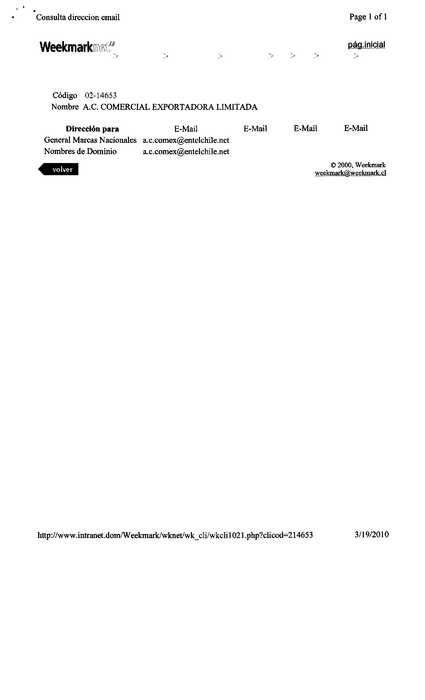 Consulta direccion email Page 1 of 1
Weekmarknet pág.inicial
Código 02-14653
Nombre A.C. COMERCIAL EXPORTADORA LIMITADA
Dirección para E-Mail E-Mail E-Mail E-Mail
General Marcas Nacionales a.c.comex@entelchile.net
Nombres de Dominio a.c.comex@entelchile.net
volver © 2000, Weekmark
weekmark@weekmark.cl
http://www.intranet.dom/Weekmark/wknet/wk_cli/wkcli1021.php?clicod=214653 3/19/2010